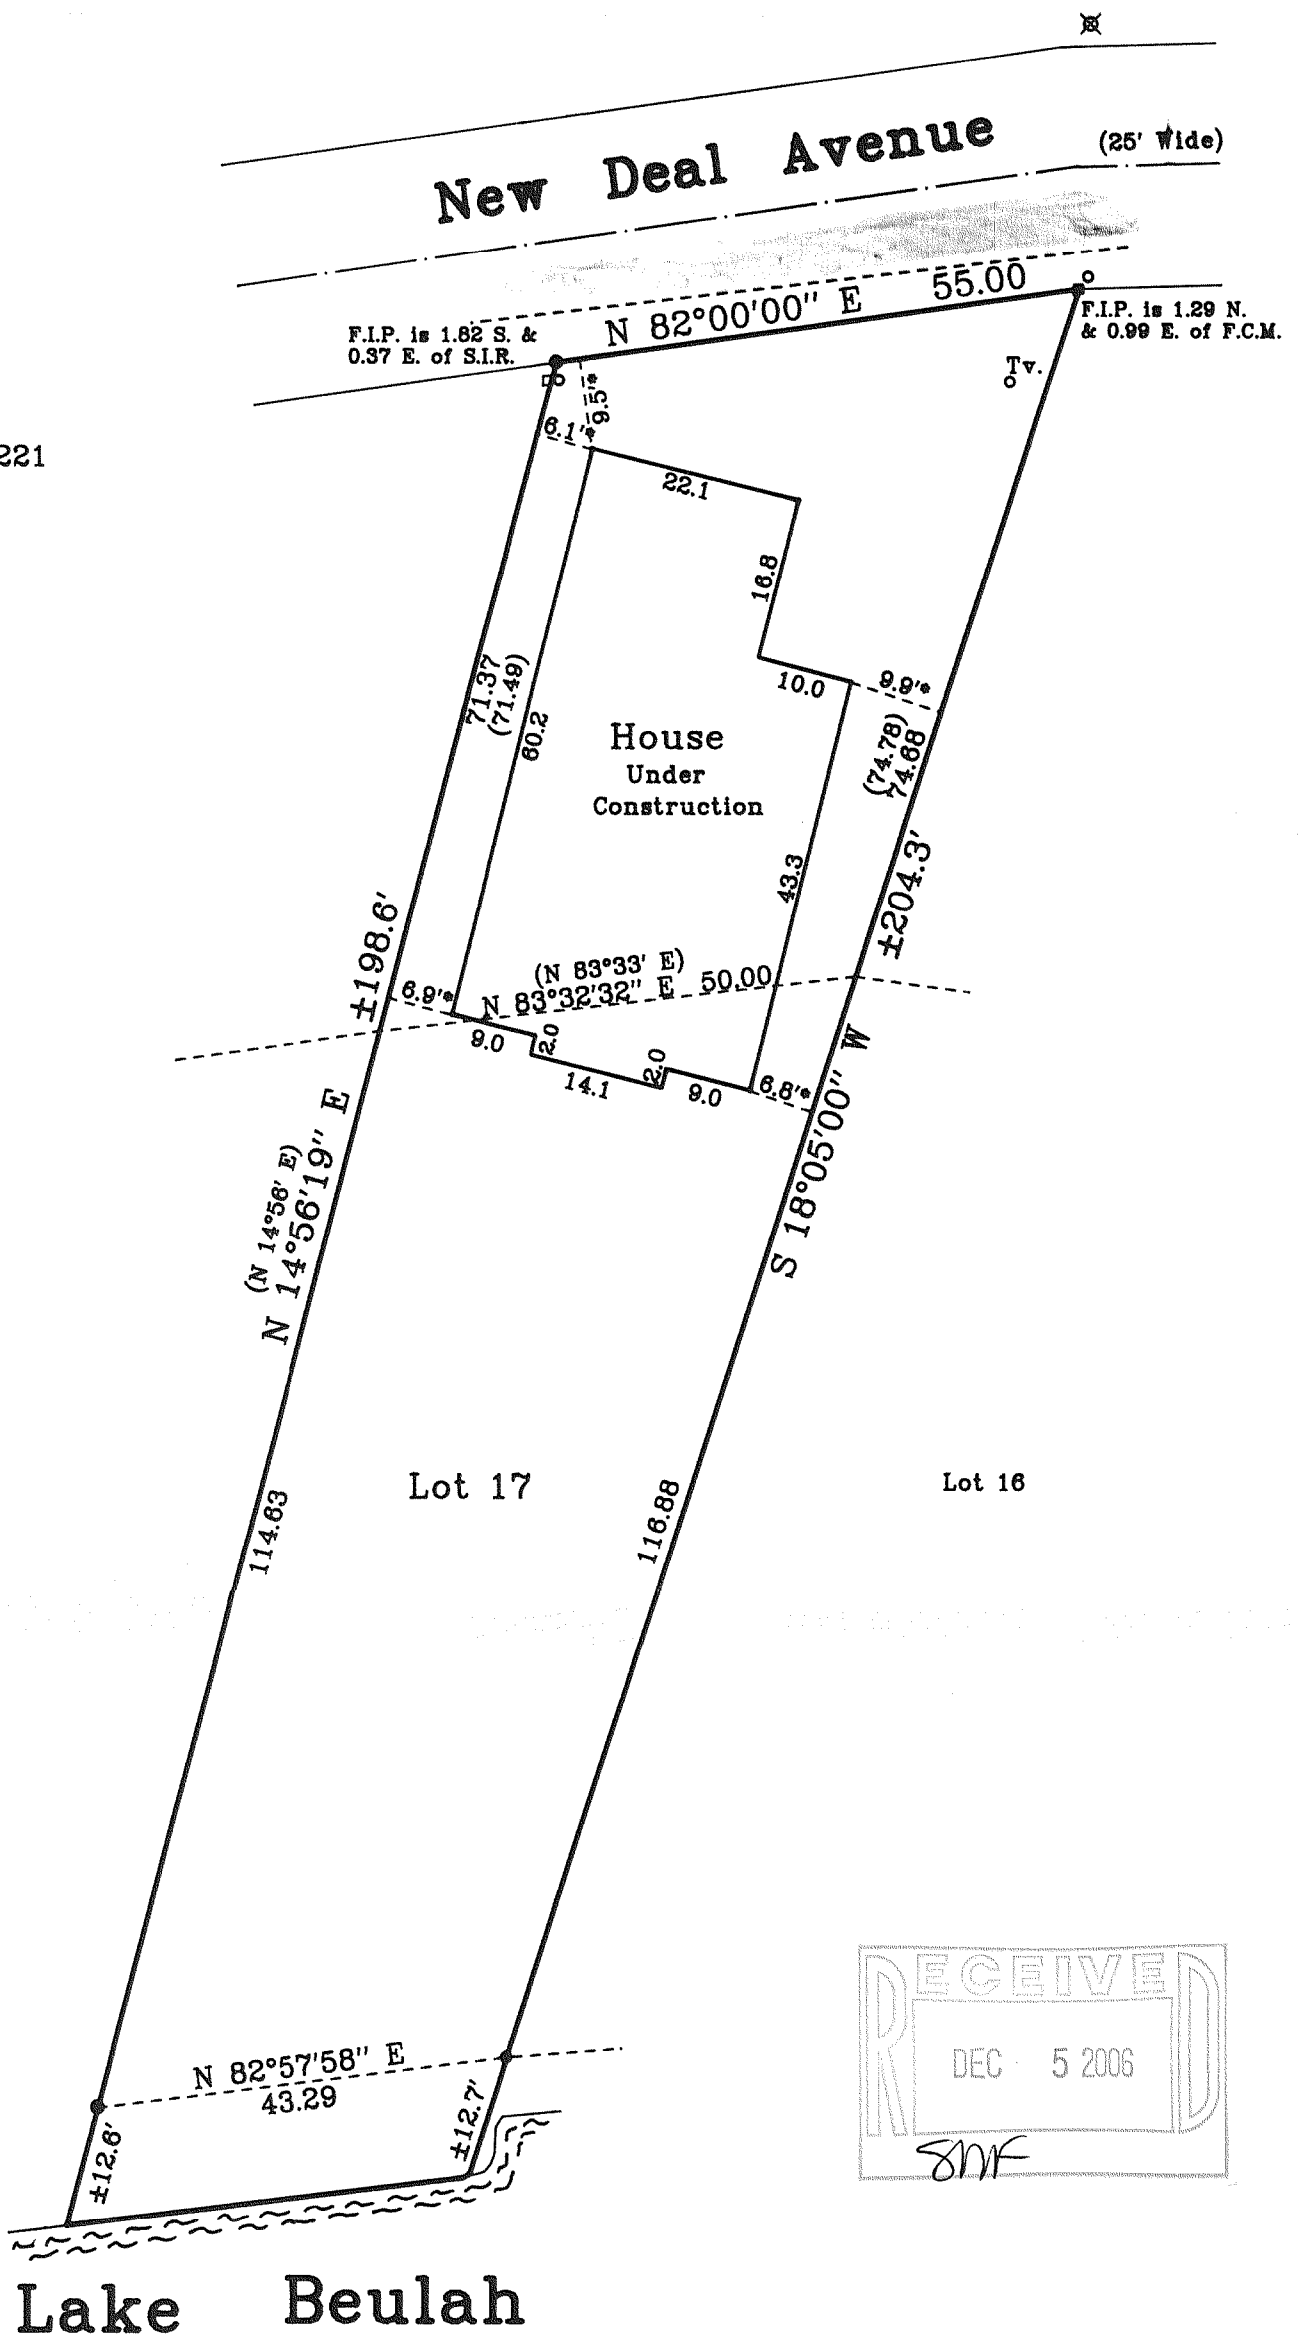 New Deal Avenue
(25' Wide)
N 82°00'00" E 55.00
F.I.P. is 1.82 S. &
0.37 E. of S.I.R.
F.I.P. is 1.29 N.
& 0.99 E. of F.C.M.
Tv.
9.5'*
6.1'*
221
22.1
16.8
10.0
9.9'*
71.37
(71.49)
60.2
House
Under
Construction
(74.78)
74.68
43.3
±204.3'
±198.6'
6.9'*
(N 83°33' E)
N 83°32'32" E 50.00
9.0
2.0
14.1
2.0
9.0
6.8'*
S 18°05'00" W
(N 14°56' E)
N 14°56'19" E
Lot 17
Lot 16
114.63
116.88
N 82°57'58" E
43.29
±12.6'
±12.7'
RECEIVED
DEC 5 2006
SMF
Lake Beulah